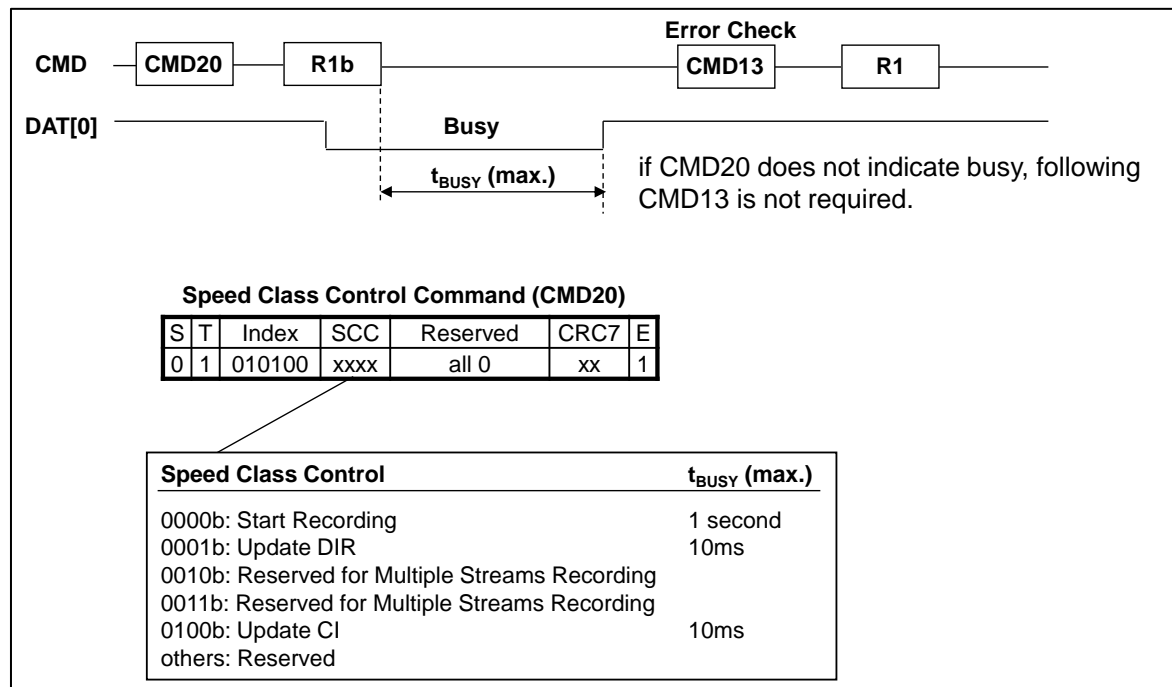 Error Check
CMD CMD20 R1b CMD13 R1
DAT[0] Busy
tBUSY (max.)
if CMD20 does not indicate busy, following
CMD13 is not required.
Speed Class Control Command (CMD20)
S T Index SCC Reserved CRC7 E
0 1 010100 xxxx all 0 xx 1
Speed Class Control tBUSY (max.)
0000b: Start Recording 1 second
0001b: Update DIR 10ms
0010b: Reserved for Multiple Streams Recording
0011b: Reserved for Multiple Streams Recording
0100b: Update CI 10ms
others: Reserved